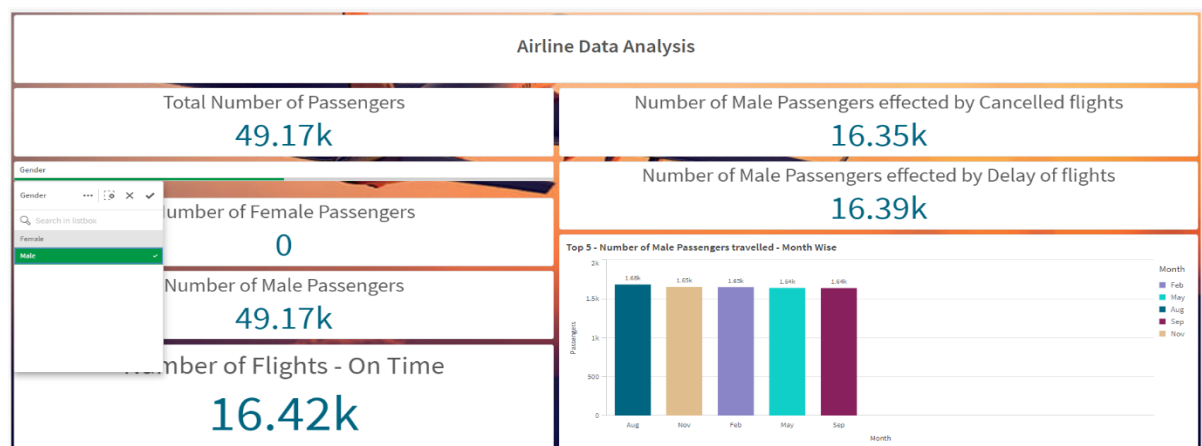 Airline Data Analysis
Total Number of Passengers
49.17k
Number of Male Passengers effected by Cancelled flights
16.35k
Gender
Gender
Search in listbox
Female
Male
Number of Female Passengers
0
Number of Male Passengers
49.17k
Number of Flights - On Time
16.42k
Number of Male Passengers effected by Delay of flights
16.39k
Top 5 - Number of Male Passengers travelled - Month Wise
Passengers
2k
1.5k
1k
500
0
1.68k
1.65k
1.65k
1.64k
1.64k
Aug
Nov
Feb
May
Sep
Month
Month
Feb
May
Aug
Sep
Nov